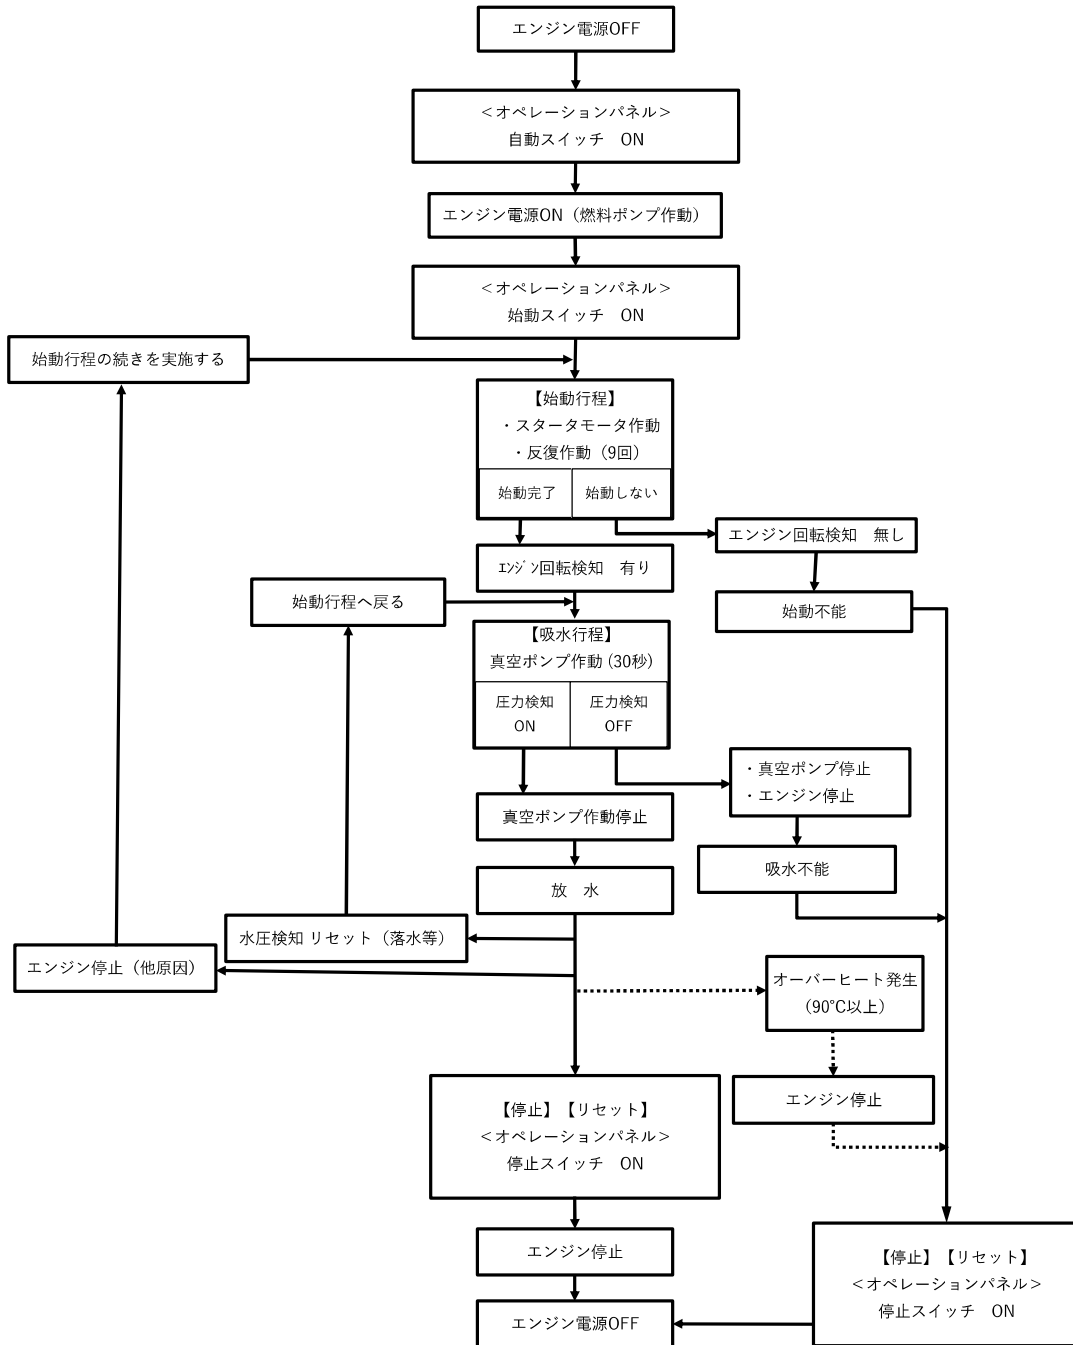 エンジン電源OFF
＜オペレーションパネル＞
自動スイッチ　ON
エンジン電源ON（燃料ポンプ作動）
＜オペレーションパネル＞
始動スイッチ　ON
始動行程の続きを実施する
【始動行程】
・スタータモータ作動
・反復作動（9回）
始動完了
始動しない
エンジン回転検知　無し
ｴﾝｼﾞﾝ回転検知　有り
始動行程へ戻る
始動不能
【吸水行程】
真空ポンプ作動（30秒）
圧力検知
ON
圧力検知
OFF
・真空ポンプ停止
・エンジン停止
真空ポンプ作動停止
吸水不能
放　水
水圧検知 リセット（落水等）
エンジン停止（他原因）
オーバーヒート発生
（90℃以上）
エンジン停止
【停止】【リセット】
＜オペレーションパネル＞
停止スイッチ　ON
エンジン停止
【停止】【リセット】
＜オペレーションパネル＞
停止スイッチ　ON
エンジン電源OFF